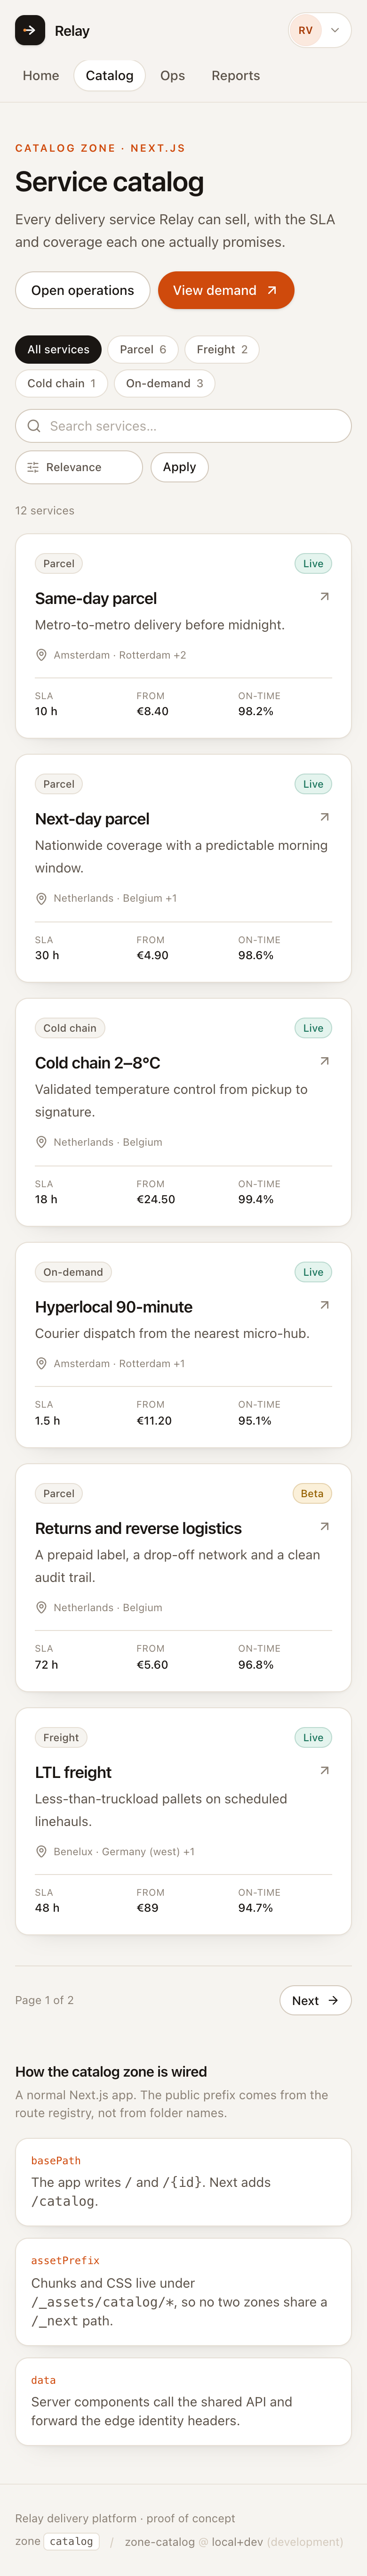 Relay
RV
Home Catalog Ops Reports
CATALOG ZONE · NEXT.JS
Service catalog
Every delivery service Relay can sell, with the SLA
and coverage each one actually promises.
Open operations View demand
All services Parcel 6 Freight 2
Cold chain 1 On-demand 3
Search services...
Relevance Apply
12 services
Parcel Live
Same-day parcel
Metro-to-metro delivery before midnight.
Amsterdam · Rotterdam +2
SLA FROM ON-TIME
10 h €8.40 98.2%
Parcel Live
Next-day parcel
Nationwide coverage with a predictable morning
window.
Netherlands · Belgium +1
SLA FROM ON-TIME
30 h €4.90 98.6%
Cold chain Live
Cold chain 2–8°C
Validated temperature control from pickup to
signature.
Netherlands · Belgium
SLA FROM ON-TIME
18 h €24.50 99.4%
On-demand Live
Hyperlocal 90-minute
Courier dispatch from the nearest micro-hub.
Amsterdam · Rotterdam +1
SLA FROM ON-TIME
1.5 h €11.20 95.1%
Parcel Beta
Returns and reverse logistics
A prepaid label, a drop-off network and a clean
audit trail.
Netherlands · Belgium
SLA FROM ON-TIME
72 h €5.60 96.8%
Freight Live
LTL freight
Less-than-truckload pallets on scheduled
linehauls.
Benelux · Germany (west) +1
SLA FROM ON-TIME
48 h €89 94.7%
Page 1 of 2 Next
How the catalog zone is wired
A normal Next.js app. The public prefix comes from the
route registry, not from folder names.
basePath
The app writes / and /{id}. Next adds
/catalog.
assetPrefix
Chunks and CSS live under
/_assets/catalog/*, so no two zones share a
/_next path.
data
Server components call the shared API and
forward the edge identity headers.
Relay delivery platform · proof of concept
zone catalog / zone-catalog @ local+dev (development)